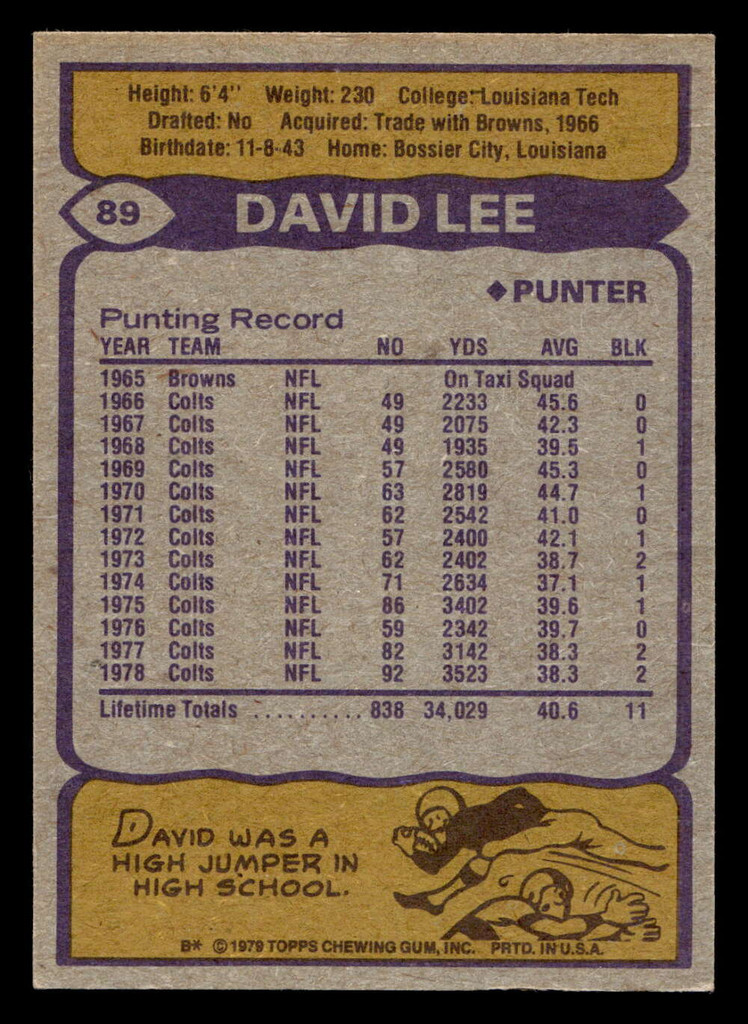 Height: 6'4'' Weight: 230 College: Louisiana Tech
Drafted: No Acquired: Trade with Browns, 1966
Birthdate: 11-8-43 Home: Bossier City, Louisiana
89 DAVID LEE
◆PUNTER
Punting Record
YEAR TEAM NO YDS AVG BLK
1965 Browns NFL On Taxi Squad
1966 Colts NFL 49 2233 45.6 0
1967 Colts NFL 49 2075 42.3 0
1968 Colts NFL 49 1935 39.5 1
1969 Colts NFL 57 2580 45.3 0
1970 Colts NFL 63 2819 44.7 1
1971 Colts NFL 62 2542 41.0 0
1972 Colts NFL 57 2400 42.1 1
1973 Colts NFL 62 2402 38.7 2
1974 Colts NFL 71 2634 37.1 1
1975 Colts NFL 86 3402 39.6 1
1976 Colts NFL 59 2342 39.7 0
1977 Colts NFL 82 3142 38.3 2
1978 Colts NFL 92 3523 38.3 2
Lifetime Totals .......... 838 34,029 40.6 11
DAVID WAS A
HIGH JUMPER IN
HIGH SCHOOL.
B* © 1979 TOPPS CHEWING GUM, INC. PRTD. IN U.S.A.